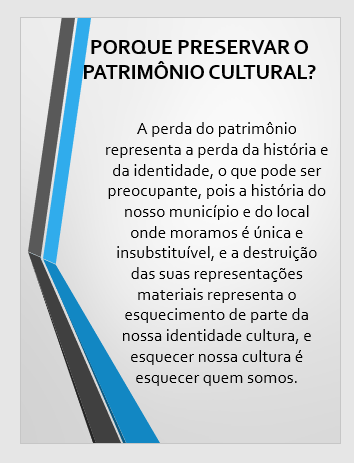 PORQUE PRESERVAR O
PATRIMÔNIO CULTURAL?
A perda do patrimônio
representa a perda da história e
da identidade, o que pode ser
preocupante, pois a história do
nosso município e do local
onde moramos é única e
insubstituível, e a destruição
das suas representações
materiais representa o
esquecimento de parte da
nossa identidade cultura, e
esquecer nossa cultura é
esquecer quem somos.